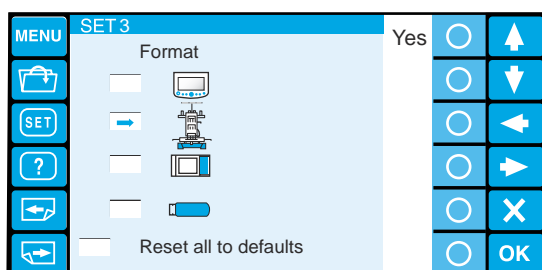 MENU
SET 3
Format
Yes
SET
?
Reset all to defaults
OK